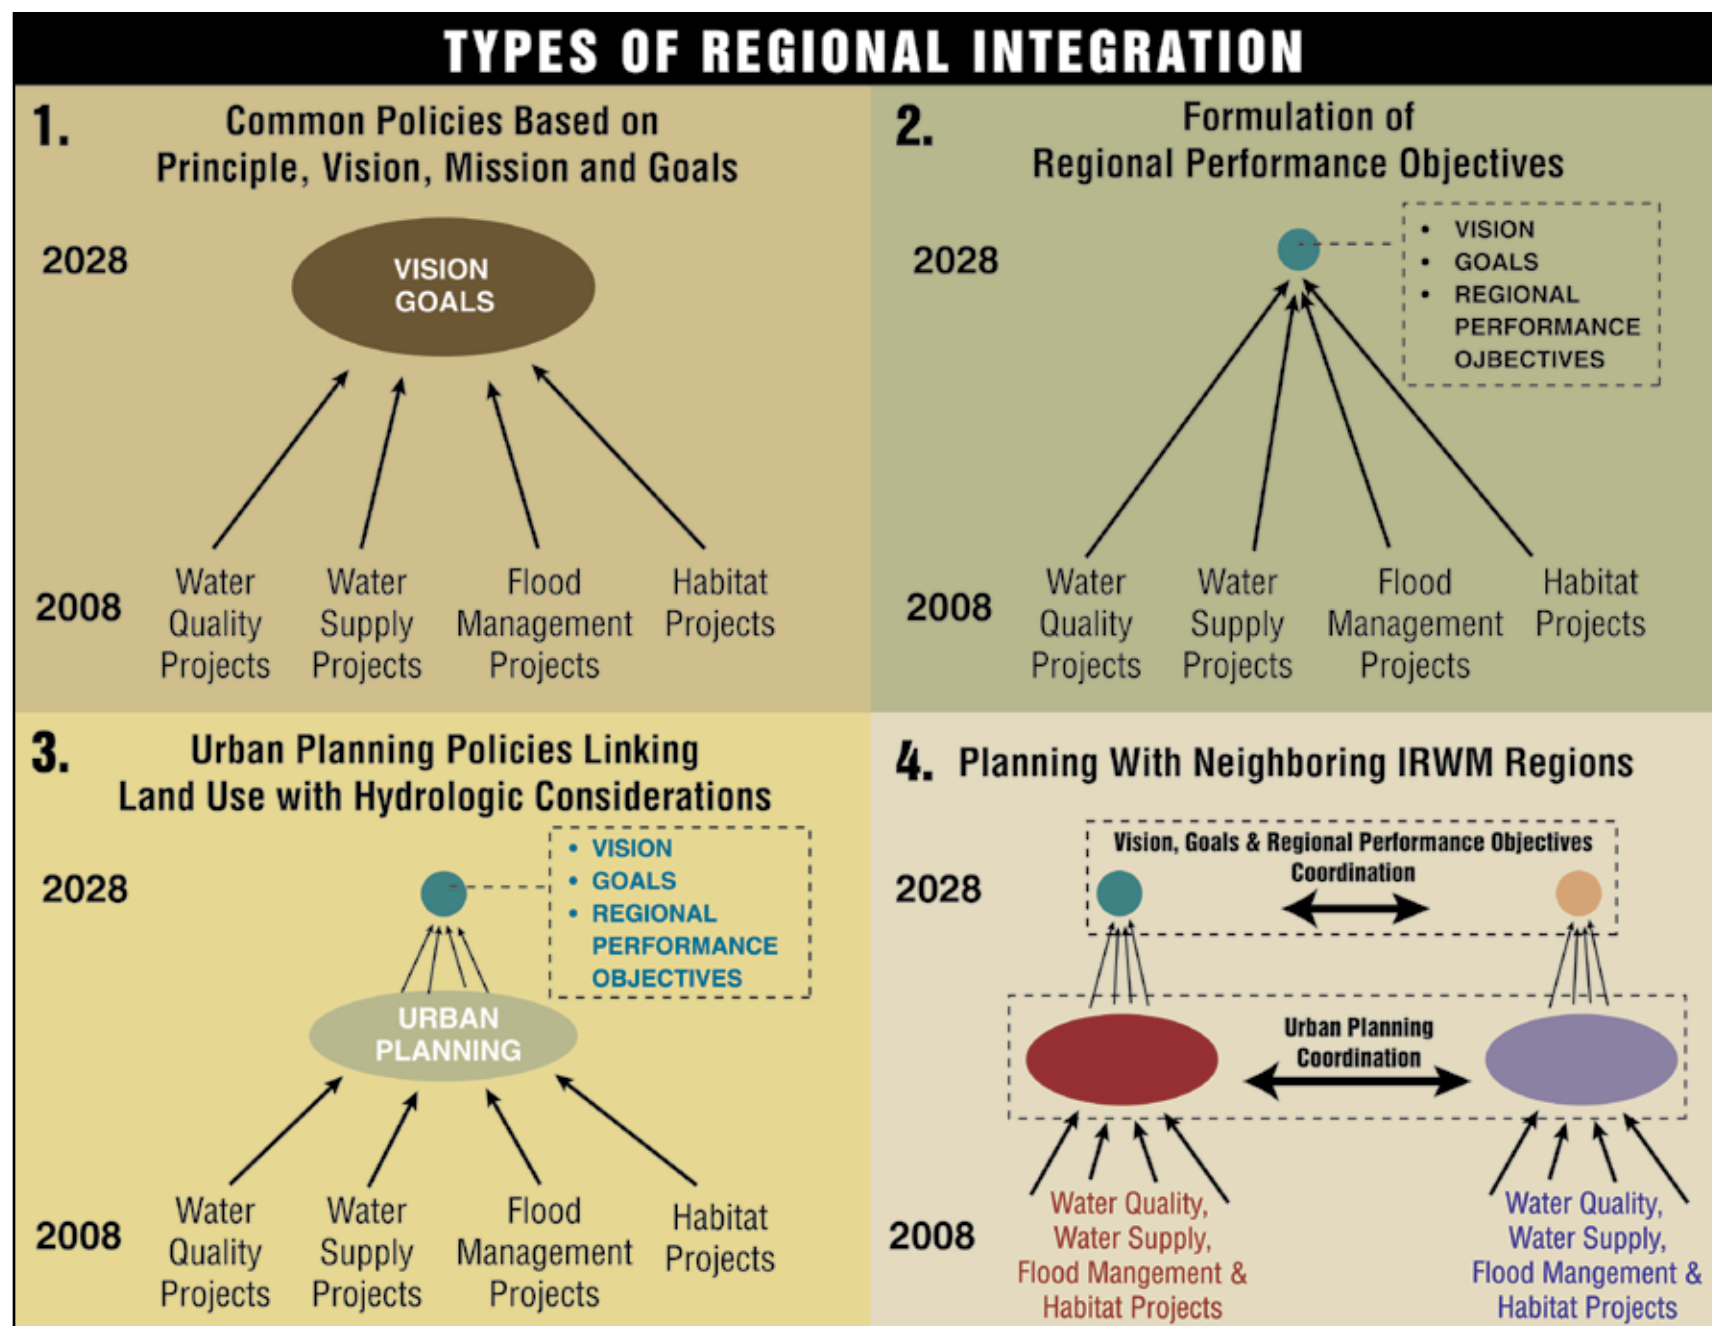 TYPES OF REGIONAL INTEGRATION
1.
Common Policies Based on
Principle, Vision, Mission and Goals
2028
VISION
GOALS
2008
Water
Quality
Projects
Water
Supply
Projects
Flood
Management
Projects
Habitat
Projects
2.
Formulation of
Regional Performance Objectives
2028
• VISION
• GOALS
• REGIONAL
PERFORMANCE
OJBECTIVES
2008
Water
Quality
Projects
Water
Supply
Projects
Flood
Management
Projects
Habitat
Projects
3.
Urban Planning Policies Linking
Land Use with Hydrologic Considerations
2028
• VISION
• GOALS
• REGIONAL
PERFORMANCE
OBJECTIVES
URBAN
PLANNING
2008
Water
Quality
Projects
Water
Supply
Projects
Flood
Management
Projects
Habitat
Projects
4. Planning With Neighboring IRWM Regions
2028
Vision, Goals & Regional Performance Objectives
Coordination
Urban Planning
Coordination
2008
Water Quality,
Water Supply,
Flood Mangement &
Habitat Projects
Water Quality,
Water Supply,
Flood Mangement &
Habitat Projects